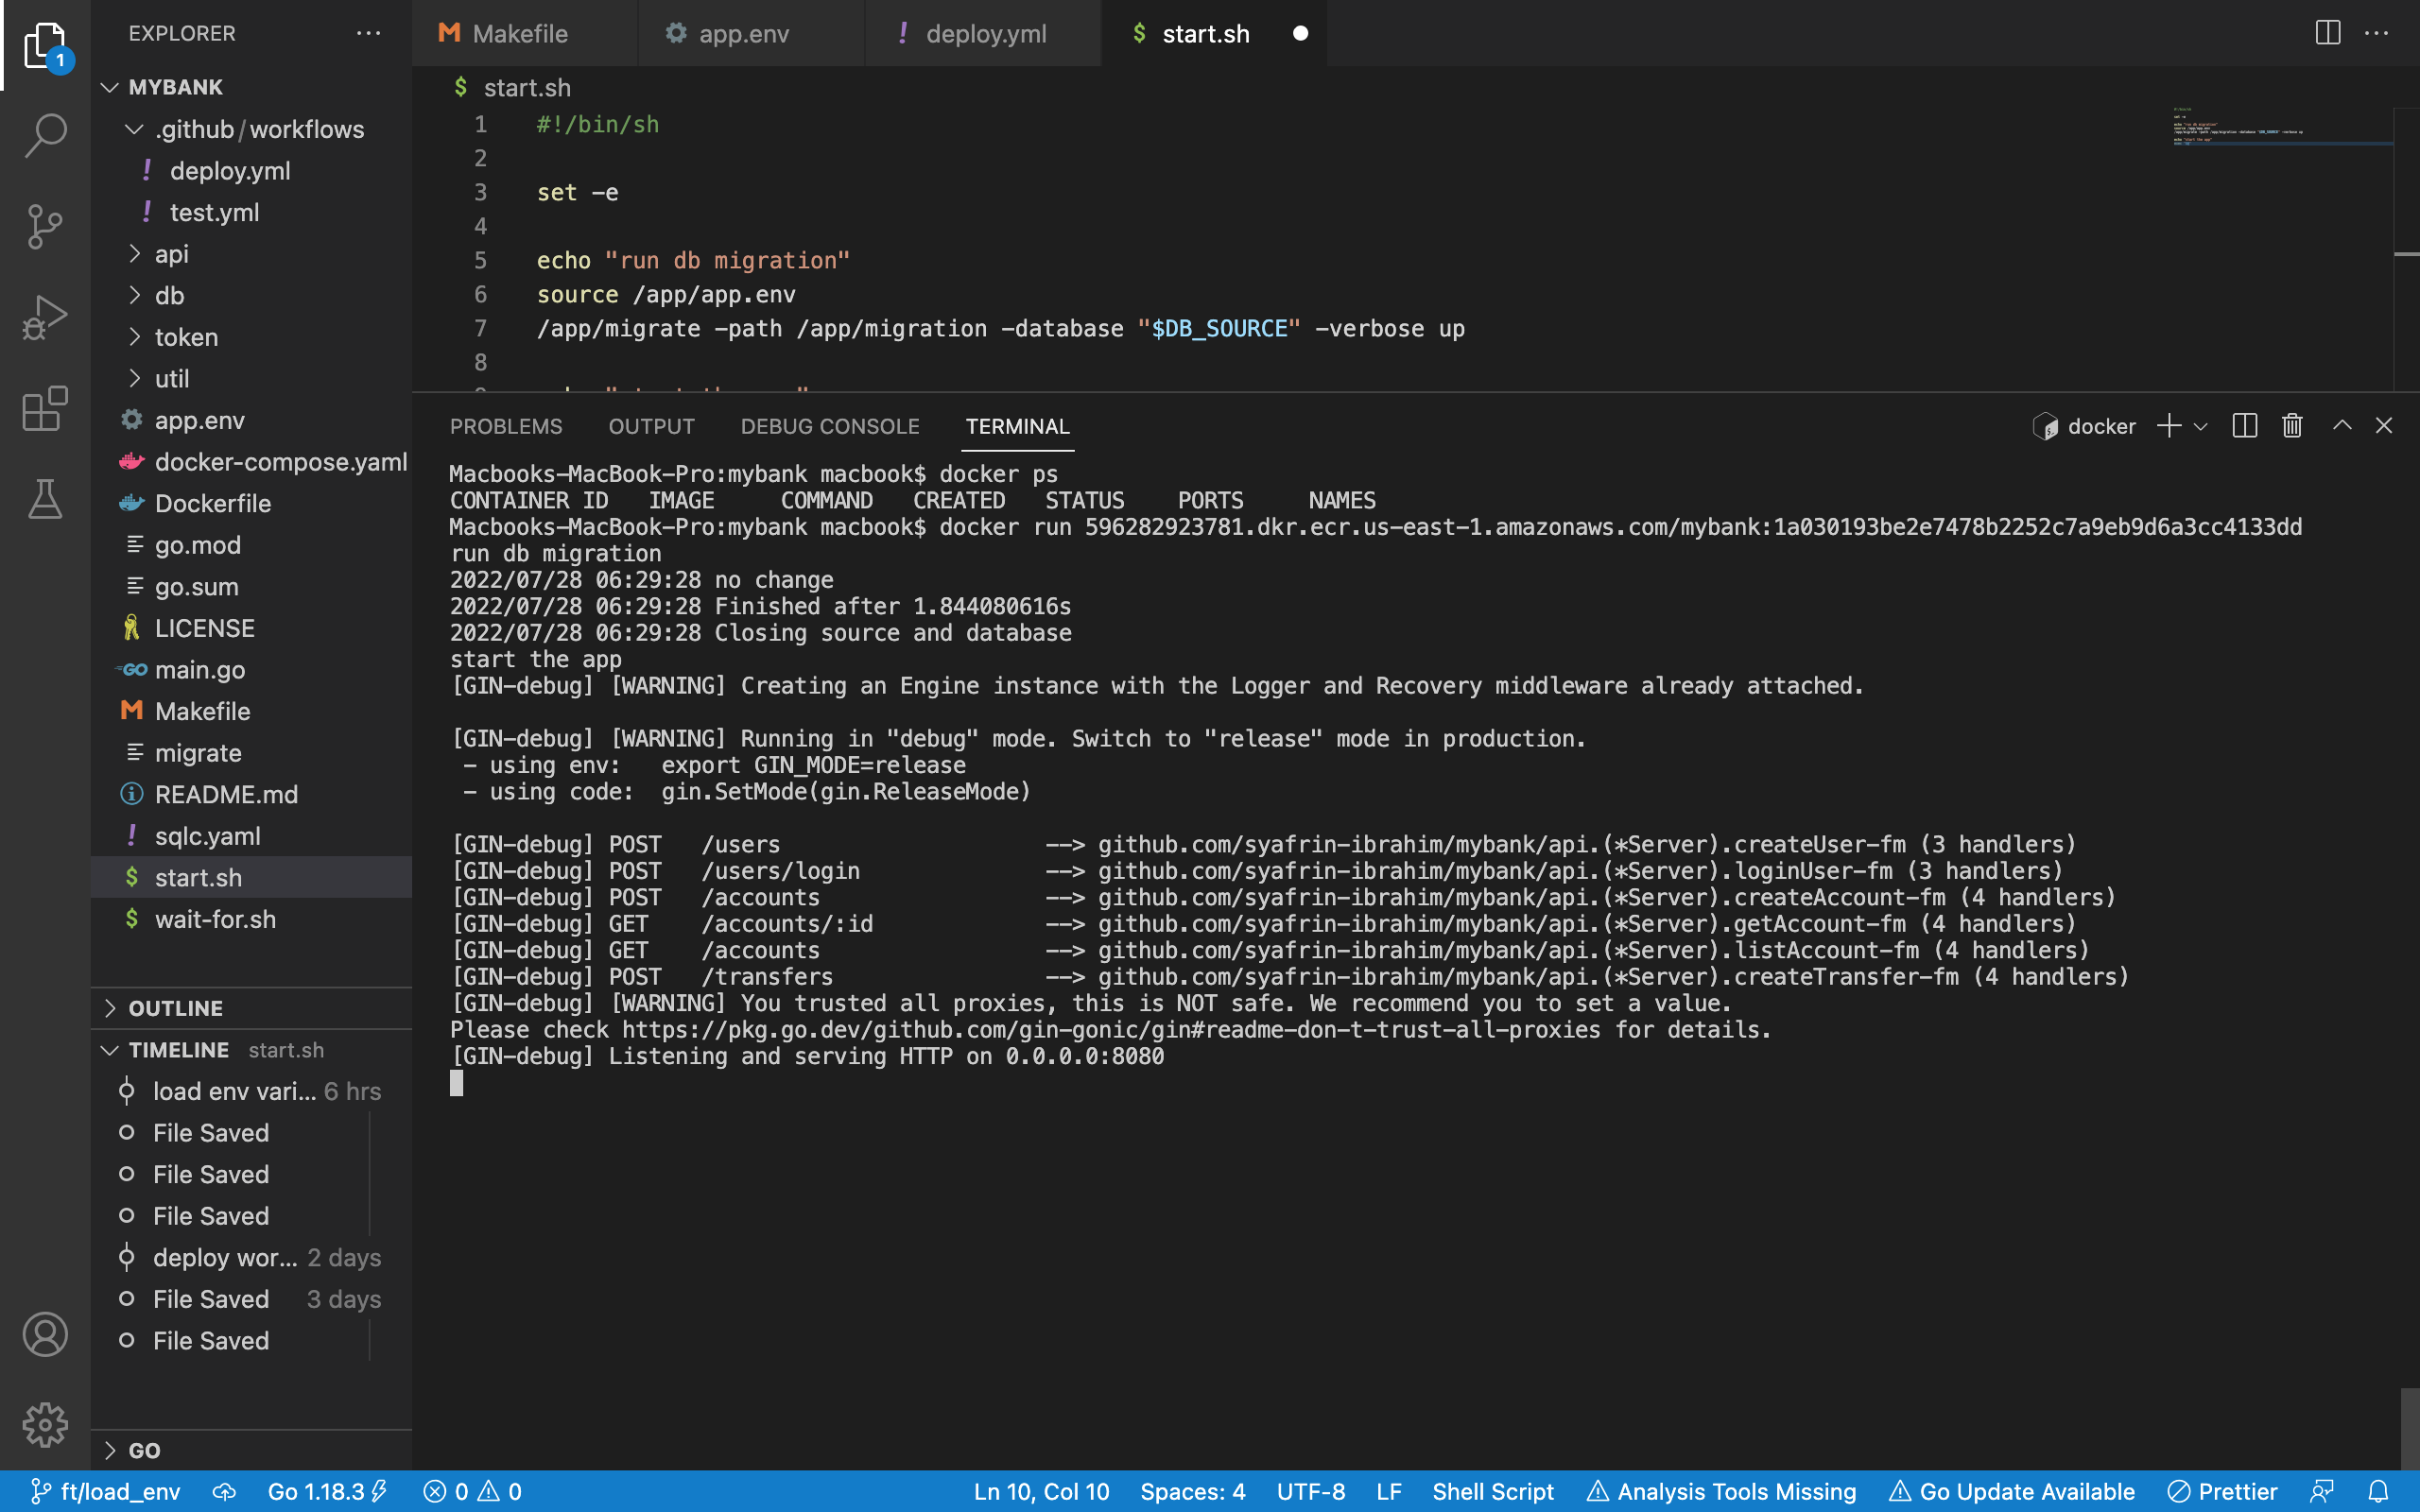 EXPLORER
MYBANK
.github/workflows
deploy.yml
test.yml
api
db
token
util
app.env
docker-compose.yaml
Dockerfile
go.mod
go.sum
LICENSE
main.go
Makefile
migrate
README.md
sqlc.yaml
start.sh
wait-for.sh
OUTLINE
TIMELINE start.sh
load env vari... 6 hrs
File Saved
File Saved
File Saved
deploy wor... 2 days
File Saved 3 days
File Saved
GO
Makefile app.env deploy.yml start.sh
start.sh
1 #!/bin/sh
2
3 set -e
4
5 echo "run db migration"
6 source /app/app.env
7 /app/migrate -path /app/migration -database "$DB_SOURCE" -verbose up
8
PROBLEMS OUTPUT DEBUG CONSOLE TERMINAL docker
Macbooks-MacBook-Pro:mybank macbook$ docker ps
CONTAINER ID IMAGE COMMAND CREATED STATUS PORTS NAMES
Macbooks-MacBook-Pro:mybank macbook$ docker run 596282923781.dkr.ecr.us-east-1.amazonaws.com/mybank:1a030193be2e7478b2252c7a9eb9d6a3cc4133dd
run db migration
2022/07/28 06:29:28 no change
2022/07/28 06:29:28 Finished after 1.844080616s
2022/07/28 06:29:28 Closing source and database
start the app
[GIN-debug] [WARNING] Creating an Engine instance with the Logger and Recovery middleware already attached.
[GIN-debug] [WARNING] Running in "debug" mode. Switch to "release" mode in production.
- using env: export GIN_MODE=release
- using code: gin.SetMode(gin.ReleaseMode)
[GIN-debug] POST /users --> github.com/syafrin-ibrahim/mybank/api.(*Server).createUser-fm (3 handlers)
[GIN-debug] POST /users/login --> github.com/syafrin-ibrahim/mybank/api.(*Server).loginUser-fm (3 handlers)
[GIN-debug] POST /accounts --> github.com/syafrin-ibrahim/mybank/api.(*Server).createAccount-fm (4 handlers)
[GIN-debug] GET /accounts/:id --> github.com/syafrin-ibrahim/mybank/api.(*Server).getAccount-fm (4 handlers)
[GIN-debug] GET /accounts --> github.com/syafrin-ibrahim/mybank/api.(*Server).listAccount-fm (4 handlers)
[GIN-debug] POST /transfers --> github.com/syafrin-ibrahim/mybank/api.(*Server).createTransfer-fm (4 handlers)
[GIN-debug] [WARNING] You trusted all proxies, this is NOT safe. We recommend you to set a value.
Please check https://pkg.go.dev/github.com/gin-gonic/gin#readme-don-t-trust-all-proxies for details.
[GIN-debug] Listening and serving HTTP on 0.0.0.0:8080
ft/load_env Go 1.18.3 0 0 Ln 10, Col 10 Spaces: 4 UTF-8 LF Shell Script Analysis Tools Missing Go Update Available Prettier
1